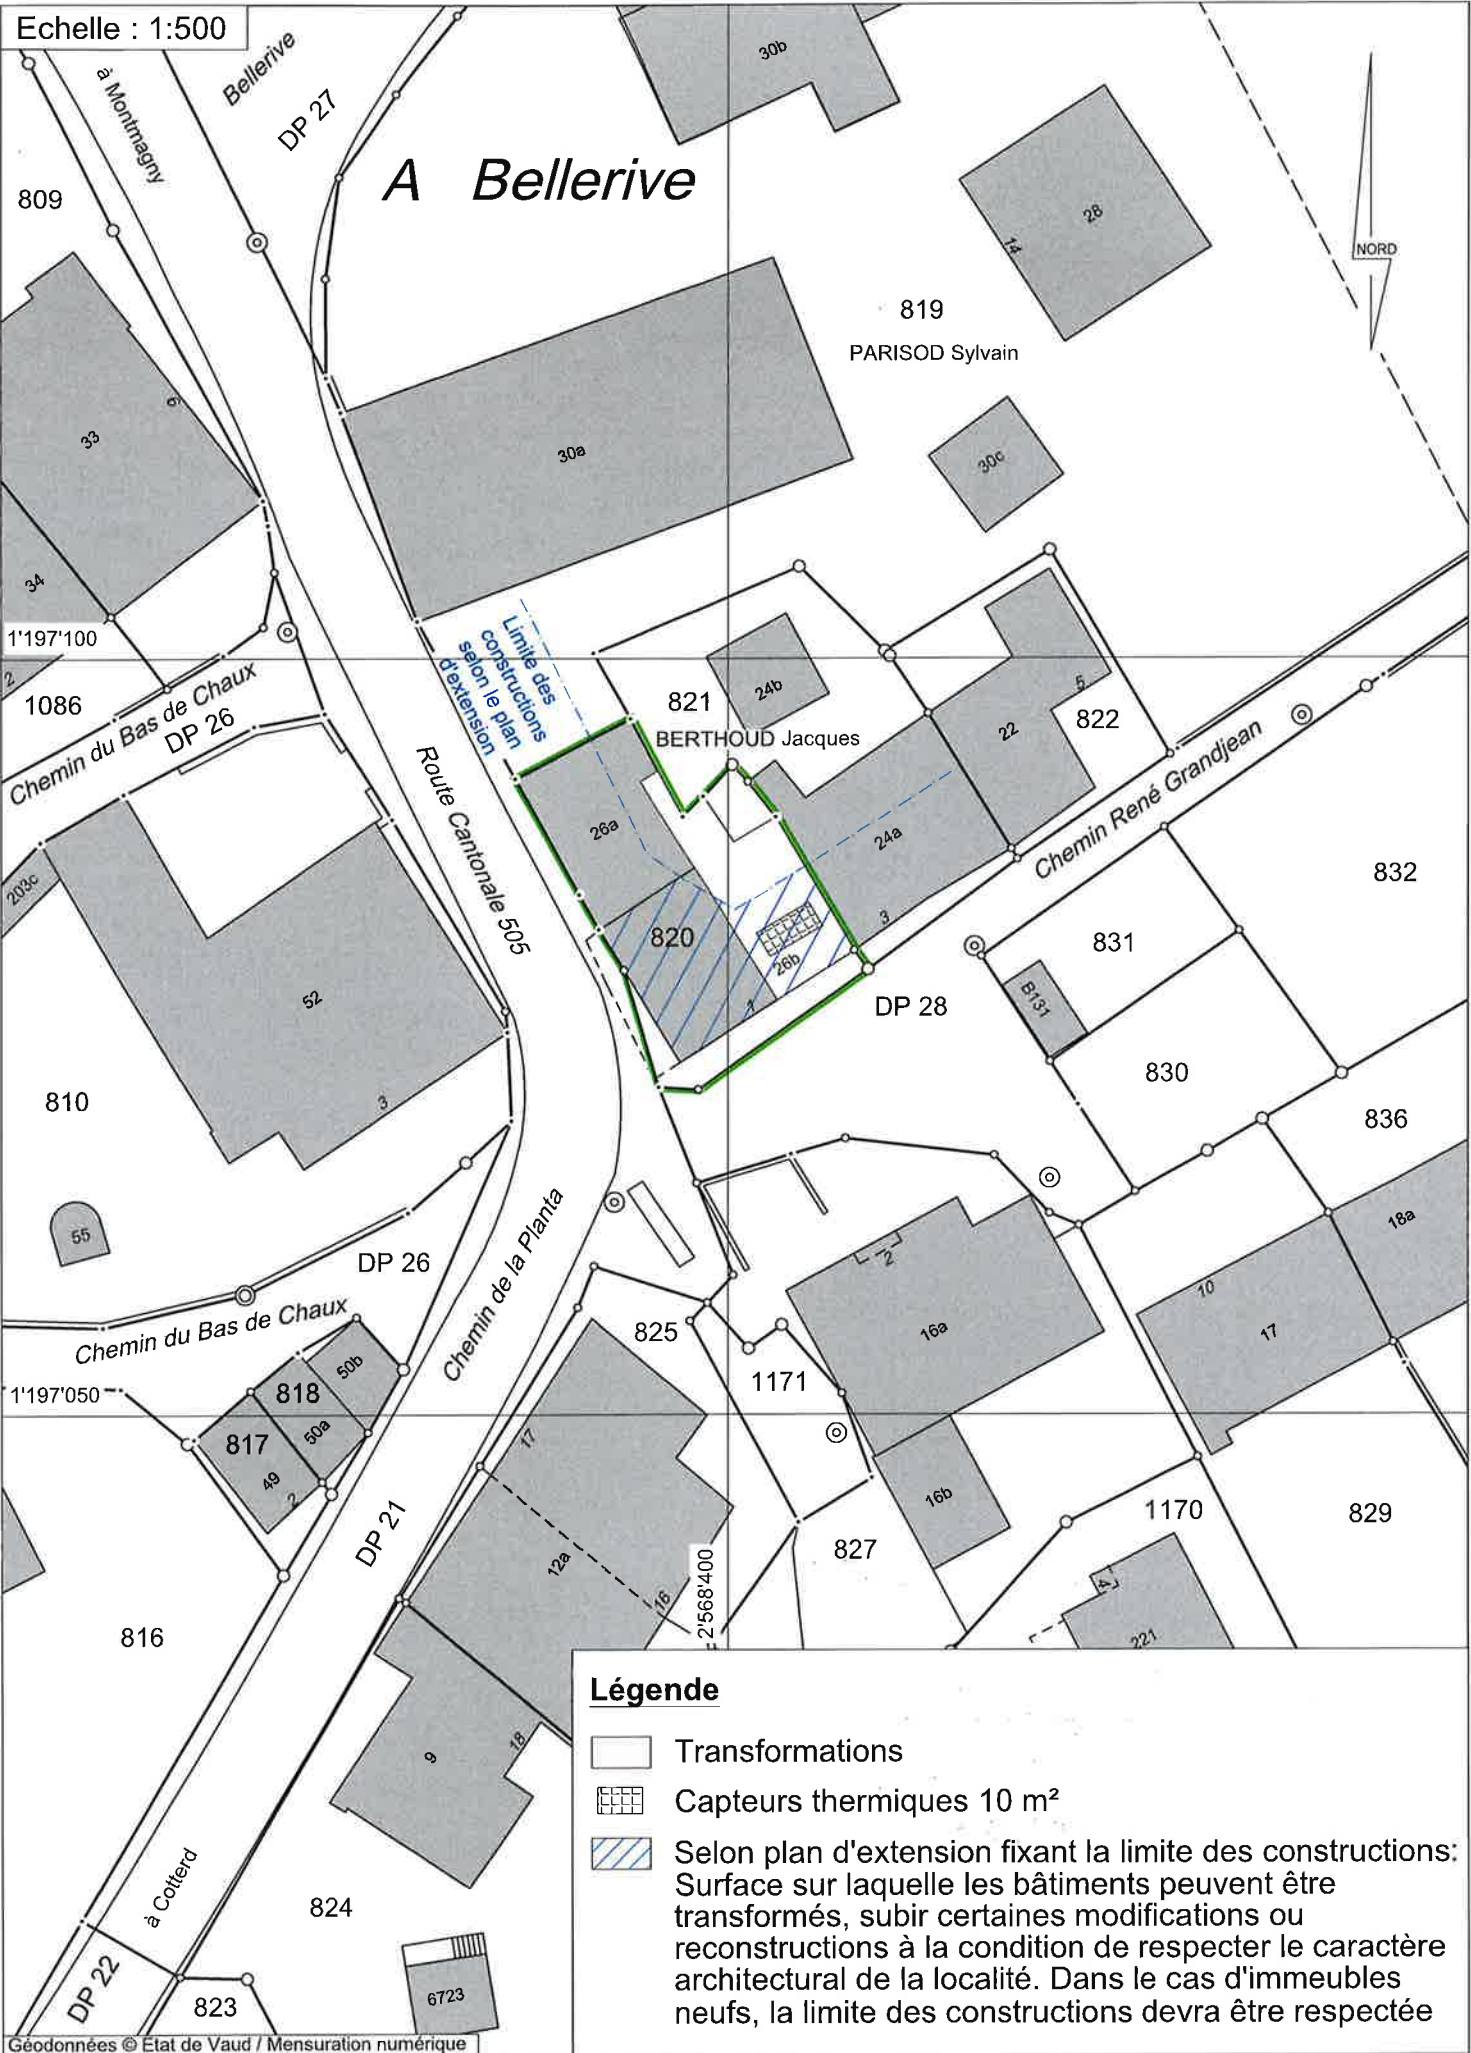 Echelle : 1:500
à Montmagny
Bellerive
DP 27
A Bellerive
30b
28
14
NORD
809
819
PARISOD Sylvain
6
33
30a
30c
34
1'197'100
2
1086
Chemin du Bas de Chaux
DP 26
Limite des
constructions
selon le plan
d'extension
821
24b
BERTHOUD Jacques
5
22
822
Route Cantonale 505
26a
24a
Chemin René Grandjean
832
203c
820
3
26b
1
831
B131
DP 28
52
830
810
3
836
55
DP 26
Chemin du Bas de Chaux
Chemin de la Planta
2
16a
10
17
18a
825
1171
1'197'050
50b
818
50a
817
49
2
17
DP 21
12a
16
16b
827
1170
829
2'568'400
4
221
816
9
18
à Cotterd
824
DP 22
823
6723
Légende
Transformations
Capteurs thermiques 10 m²
Selon plan d'extension fixant la limite des constructions:
Surface sur laquelle les bâtiments peuvent être
transformés, subir certaines modifications ou
reconstructions à la condition de respecter le caractère
architectural de la localité. Dans le cas d'immeubles
neufs, la limite des constructions devra être respectée
Géodonnées © Etat de Vaud / Mensuration numérique